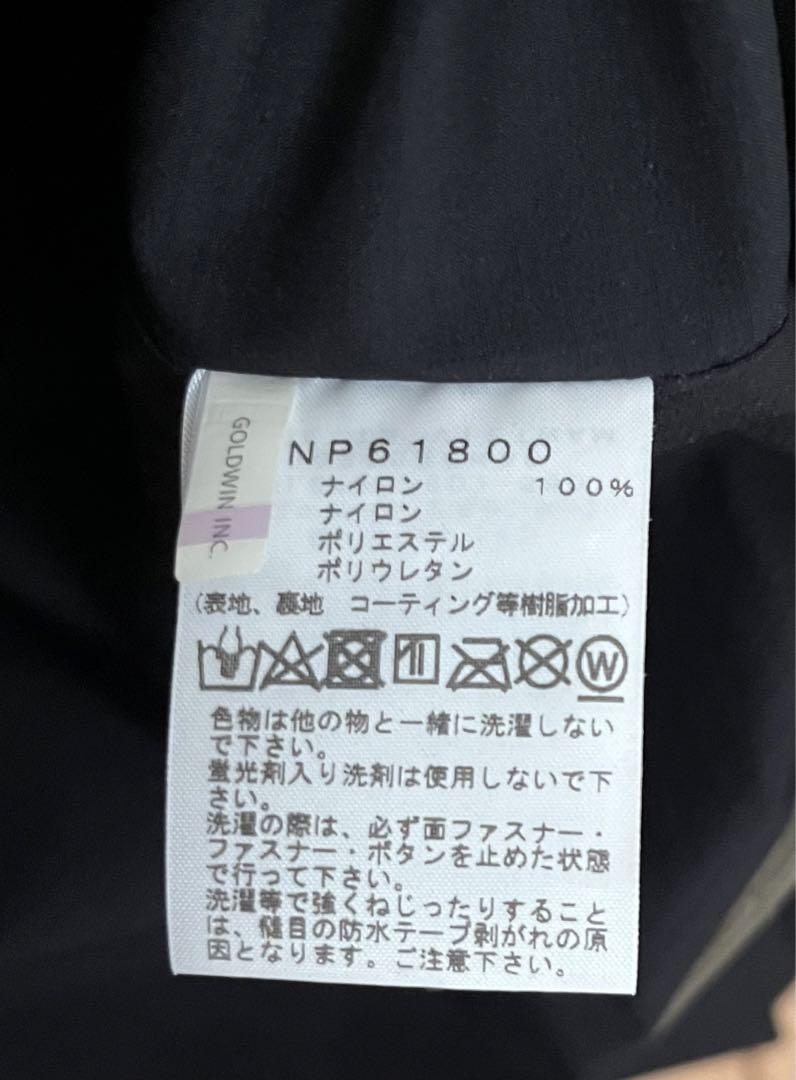 GOLDWIN INC.
NP61800
ナイロン 100%
ナイロン
ポリエステル
ポリウレタン
(表地、裏地 コーティング等樹脂加工)
W
色物は他の物と一緒に洗濯しない
で下さい。
蛍光剤入り洗剤は使用しないで下
さい。
洗濯の際は、必ず面ファスナー・
ファスナー・ボタンを止めた状態
で行って下さい。
洗濯等で強くねじったりすること
は、縫目の防水テープ剥がれの原
因となります。ご注意下さい。